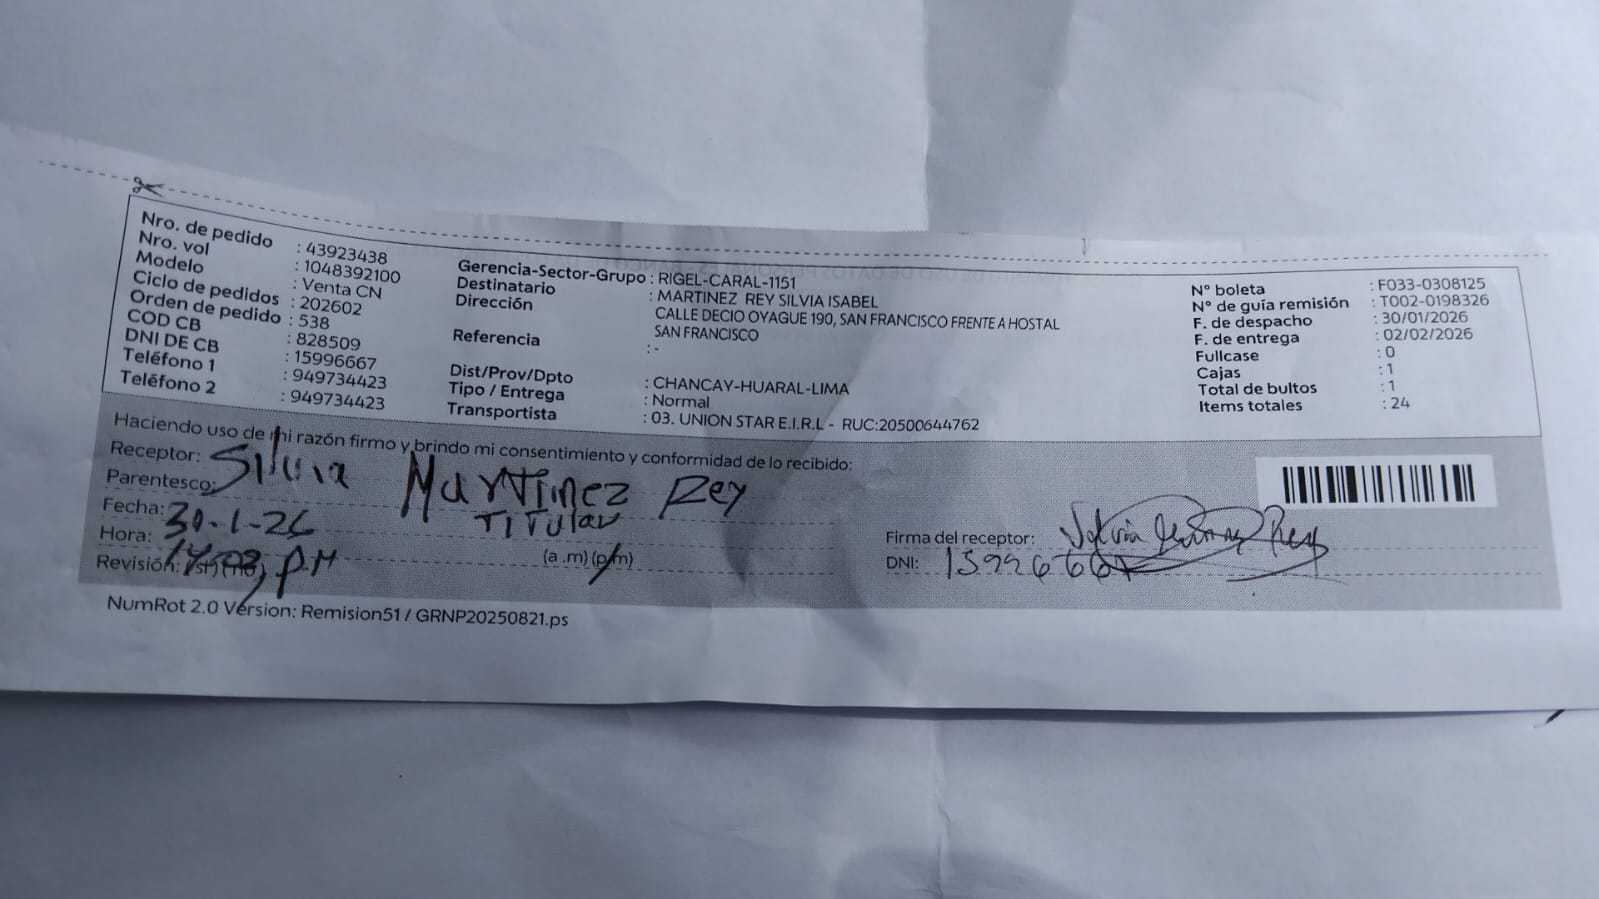 Nro. de pedido : 43923438
Nro. vol : 1048392100
Modelo : Venta CN
Ciclo de pedidos : 202602
Orden de pedido : 538
COD CB : 828509
DNI DE CB : 15996667
Teléfono 1 : 949734423
Teléfono 2 : 949734423
Gerencia-Sector-Grupo : RIGEL-CARAL-1151
Destinatario : MARTINEZ REY SILVIA ISABEL
Dirección CALLE DECIO OYAGUE 190, SAN FRANCISCO FRENTE A HOSTAL
SAN FRANCISCO
Referencia : -
Dist/Prov/Dpto : CHANCAY-HUARAL-LIMA
Tipo / Entrega : Normal
Transportista : 03. UNION STAR E.I.R.L - RUC:20500644762
N° boleta : F033-0308125
N° de guía remisión : T002-0198326
F. de despacho : 30/01/2026
F. de entrega : 02/02/2026
Fullcase : 0
Cajas : 1
Total de bultos : 1
Items totales : 24
Haciendo uso de mi razón firmo y brindo mi consentimiento y conformidad de lo recibido:
Receptor: Silvia Martinez Rey
Parentesco: Titular
Fecha: 30-1-26
Hora: P.M (a.m)(p/m)
Revisión: (si) (no)
Firma del receptor: Rey
DNI: 15996667
NumRot 2.0 Version: Remision51 / GRNP20250821.ps